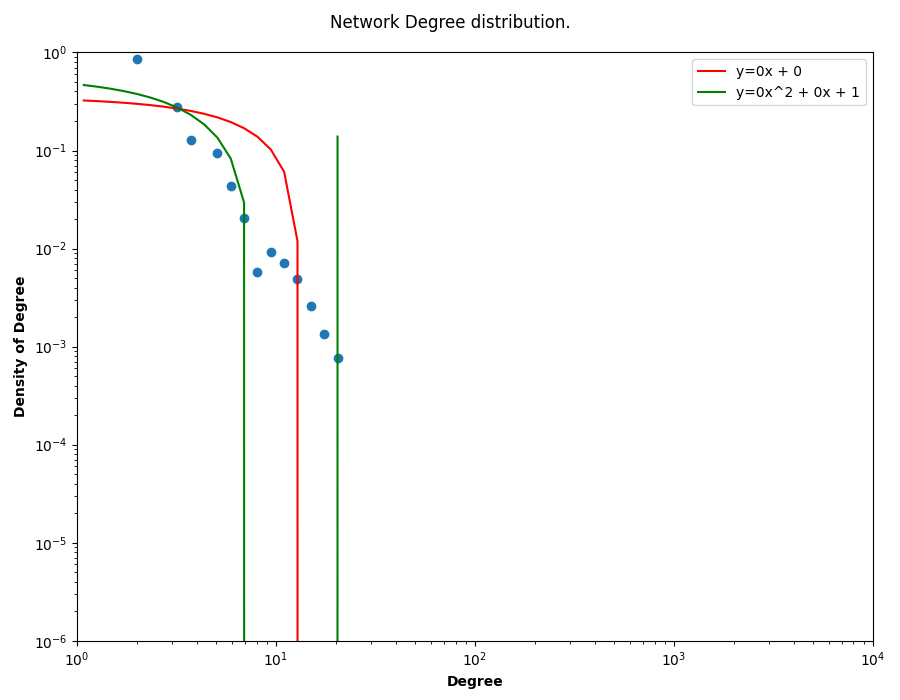 Network Degree distribution.
y=0x + 0
y=0x^2 + 0x + 1
Density of Degree
10^0
10^-1
10^-2
10^-3
10^-4
10^-5
10^-6
10^0 10^1 10^2 10^3 10^4
Degree